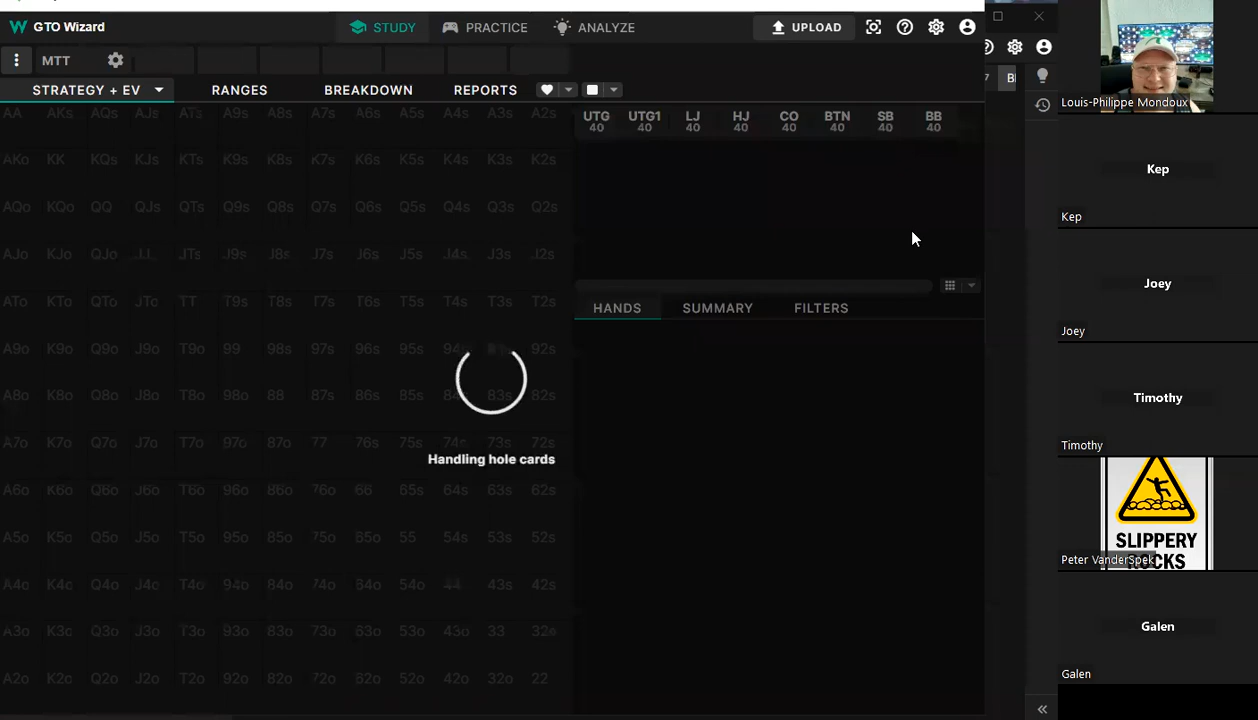 GTO Wizard
STUDY
PRACTICE
ANALYZE
UPLOAD
MTT
STRATEGY + EV
RANGES
BREAKDOWN
REPORTS
AA AKs AQs AJs ATs A9s A8s A7s A6s A5s A4s A3s A2s
AKo KK KQs KJs KTs K9s K8s K7s K6s K5s K4s K3s K2s
AQo KQo QQ QJs QTs Q9s Q8s Q7s Q6s Q5s Q4s Q3s Q2s
AJo KJo QJo JJ JTs J9s J8s J7s J6s J5s J4s J3s J2s
ATo KTo QTo JTo TT T9s T8s T7s T6s T5s T4s T3s T2s
A9o K9o Q9o J9o T9o 99 98s 97s 96s 95s 94s 92s
A8o K8o Q8o J8o T8o 98o 88 87s 86s 85s 84s 83s 82s
A7o K7o Q7o J7o T7o 97o 87o 77 76s 75s 74s 73s 72s
A6o K6o Q6o J6o T6o 96o 86o 76o 66 65s 64s 63s 62s
A5o K5o Q5o J5o T5o 95o 85o 75o 65o 55 54s 53s 52s
A4o K4o Q4o J4o T4o 94o 84o 74o 64o 54o 44 43s 42s
A3o K3o Q3o J3o T3o 93o 83o 73o 63o 53o 43o 33 32s
A2o K2o Q2o J2o T2o 92o 82o 72o 62o 52o 42o 32o 22
Handling hole cards
UTG UTG1 LJ HJ CO BTN SB BB
40 40 40 40 40 40 40 40
HANDS
SUMMARY
FILTERS
7
B
Louis-Philippe Mondoux
Kep
Kep
Joey
Joey
Timothy
Timothy
SLIPPERY
ROCKS
Peter VanderSpek
Galen
Galen